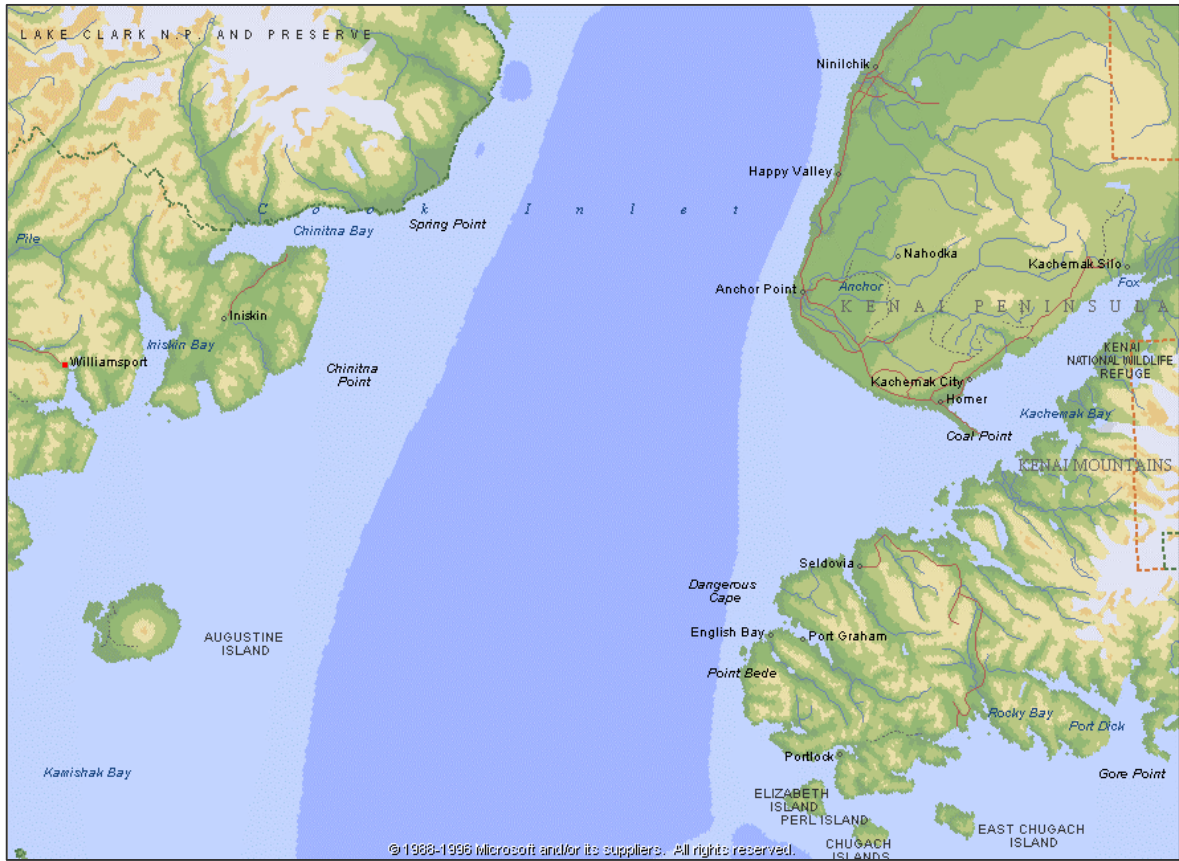 LAKE CLARK N.P. AND PRESERVE
Ninilchik
Happy Valley
Cook Inlet
Spring Point
Chinitna Bay
Pile
Nahodka
Kachemak Silo
Fox
Anchor Point
Anchor
KENAI PENINSULA
Iniskin
Iniskin Bay
Williamsport
Chinitna
Point
KENAI
NATIONAL WILDLIFE
REFUGE
Kachemak City
Homer
Kachemak Bay
Coal Point
KENAI MOUNTAINS
Seldovia
Dangerous
Cape
English Bay
Port Graham
AUGUSTINE
ISLAND
Point Bede
Rocky Bay
Port Dick
Portlock
Kamishak Bay
Gore Point
ELIZABETH
ISLAND
PERL ISLAND
EAST CHUGACH
ISLAND
CHUGACH
ISLANDS
© 1988-1996 Microsoft and/or its suppliers. All rights reserved.